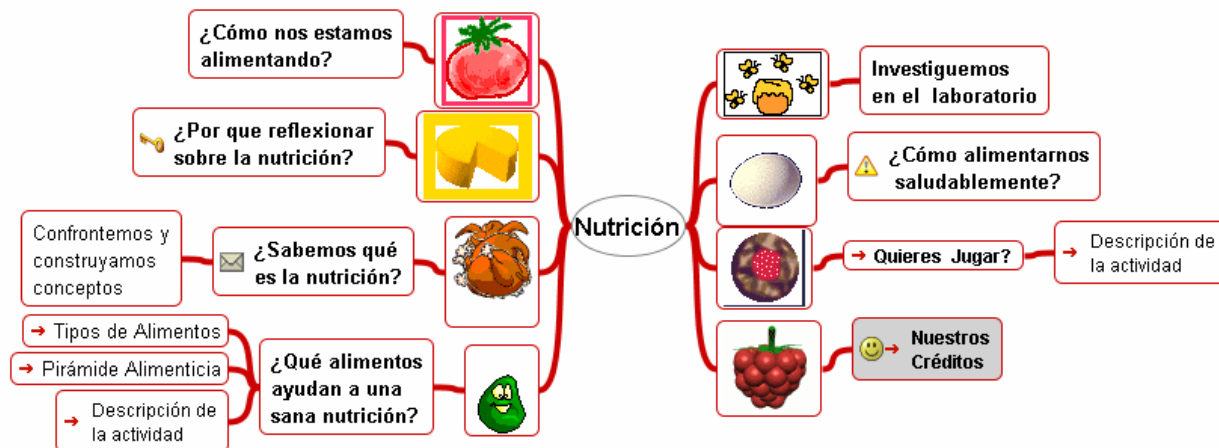 ¿Cómo nos estamos
alimentando?
¿Por que reflexionar
sobre la nutrición?
¿Sabemos qué
es la nutrición?
Confrontemos y
construyamos
conceptos
¿Qué alimentos
ayudan a una
sana nutrición?
Tipos de Alimentos
Pirámide Alimenticia
Descripción de
la actividad
Nutrición
Investiguemos
en el laboratorio
¿Cómo alimentarnos
saludablemente?
Quieres Jugar?
Descripción de
la actividad
Nuestros
Créditos